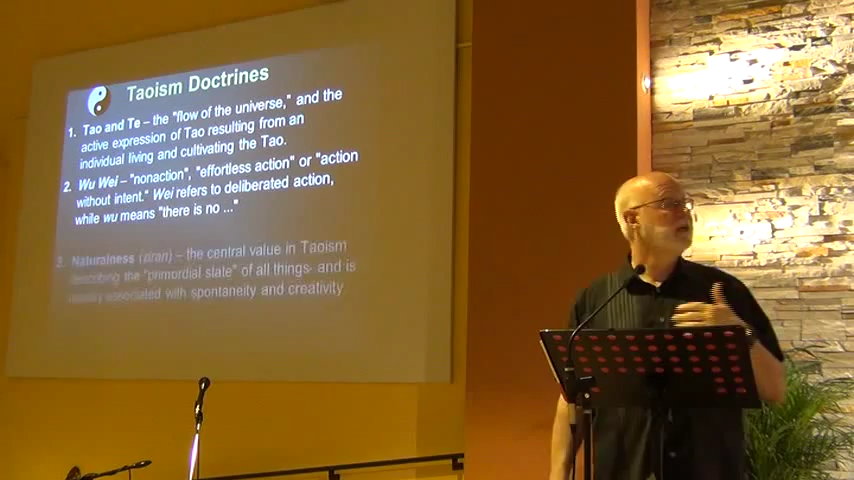 Taoism Doctrines
1. Tao and Te – the "flow of the universe," and the
active expression of Tao resulting from an
individual living and cultivating the Tao.
2. Wu Wei – "nonaction", "effortless action" or "action
without intent." Wei refers to deliberated action,
while wu means "there is no ..."
3. Naturalness (ziran) – the central value in Taoism
describing the "primordial state" of all things and is
usually associated with spontaneity and creativity